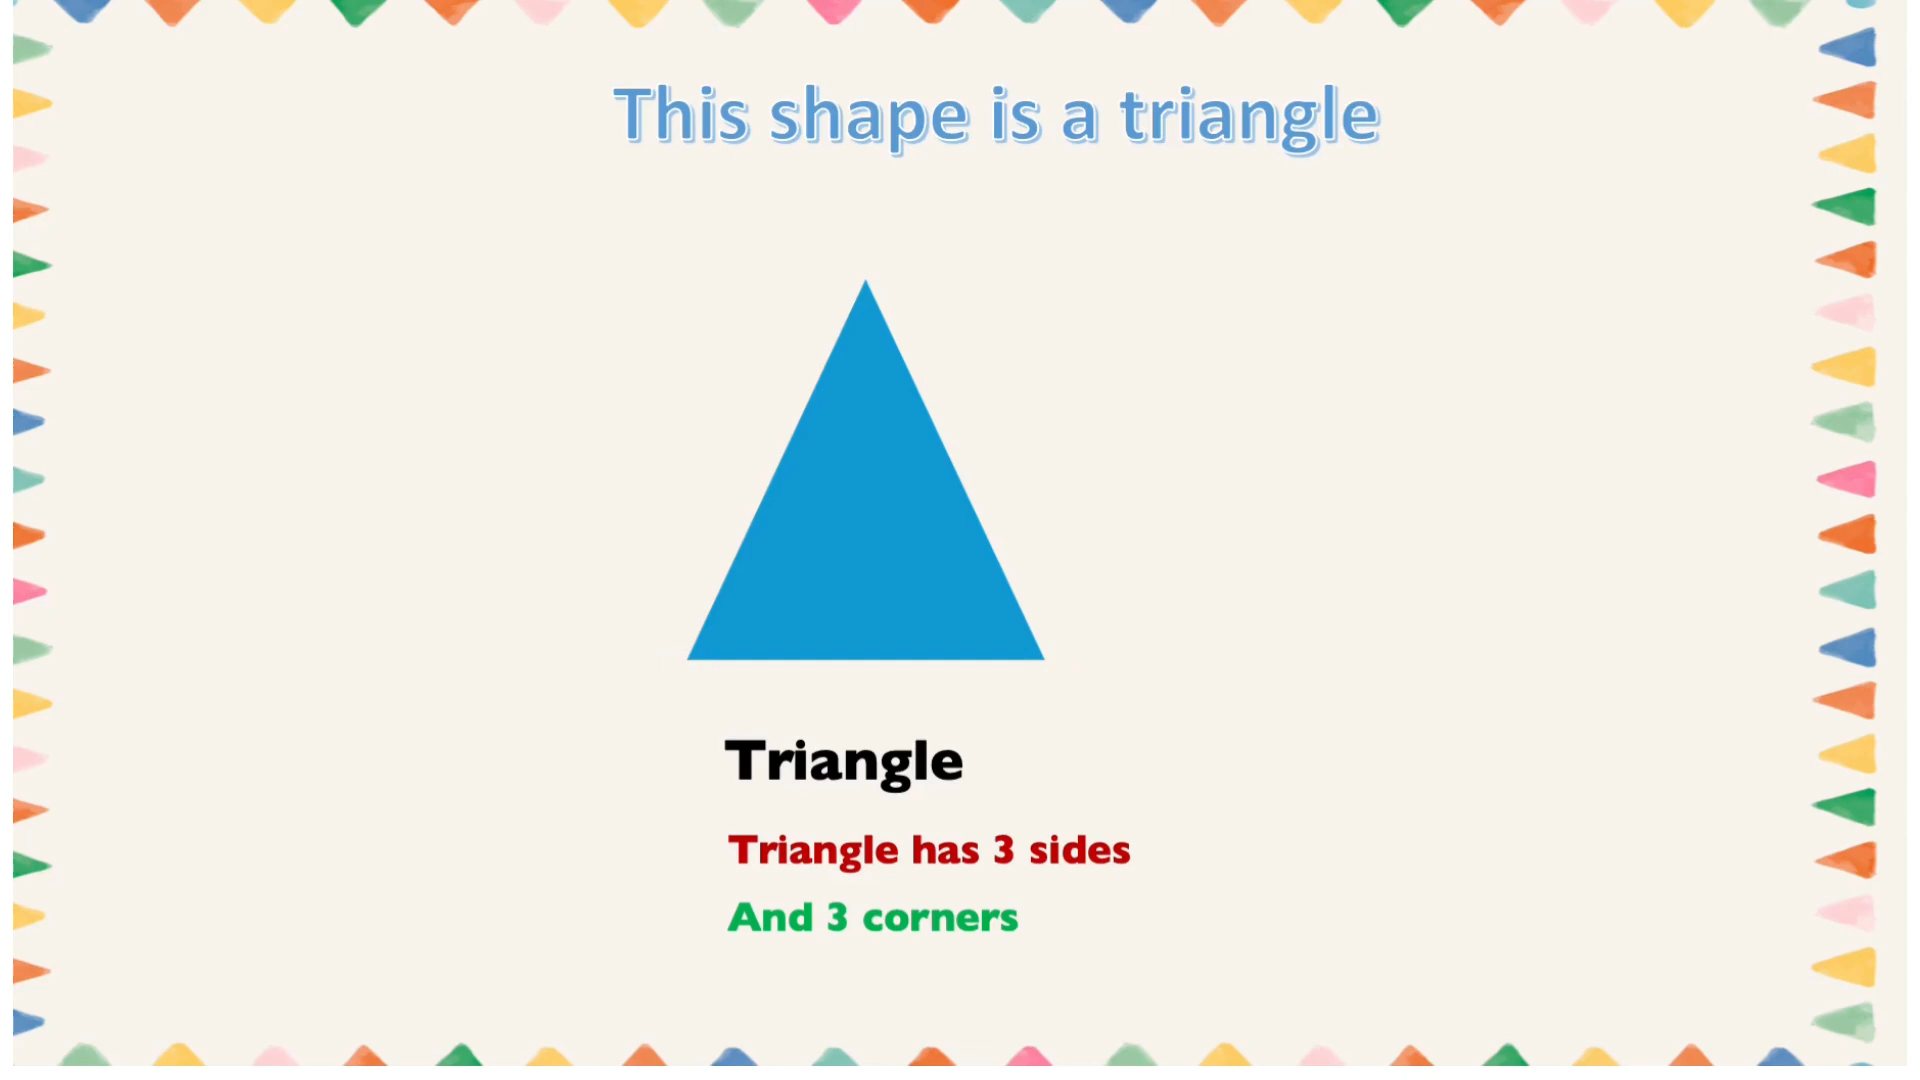 This shape is a triangle
Triangle
Triangle has 3 sides
And 3 corners